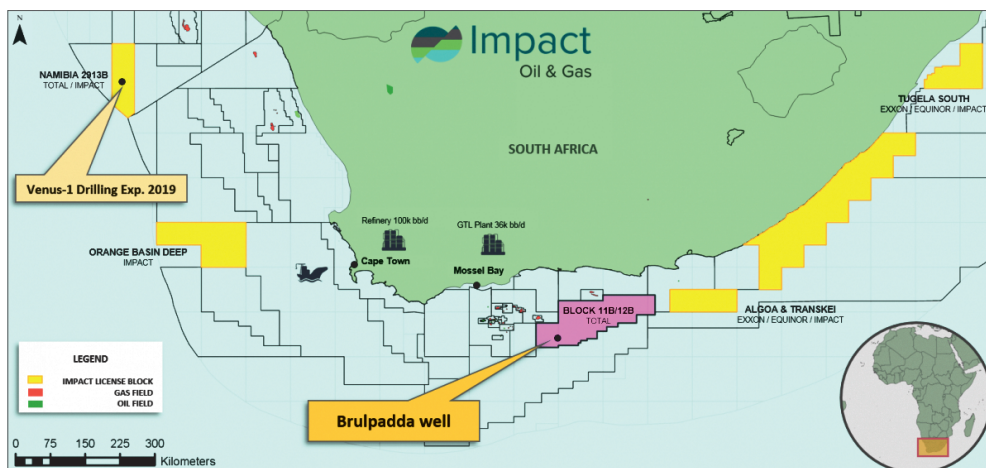 N
Impact
Oil & Gas
NAMIBIA 2913B
TOTAL / IMPACT
TUGELA SOUTH
EXXON / EQUINOR / IMPACT
SOUTH AFRICA
Venus-1 Drilling Exp. 2019
Refinery 100k bb/d
GTL Plant 36k bb/d
ORANGE BASIN DEEP
IMPACT
Cape Town
Mossel Bay
BLOCK 11B/12B
TOTAL
ALGOA & TRANSKEI
EXXON / EQUINOR / IMPACT
LEGEND
IMPACT LICENSE BLOCK
GAS FIELD
OIL FIELD
Brulpadda well
0 75 150 225 300
Kilometers